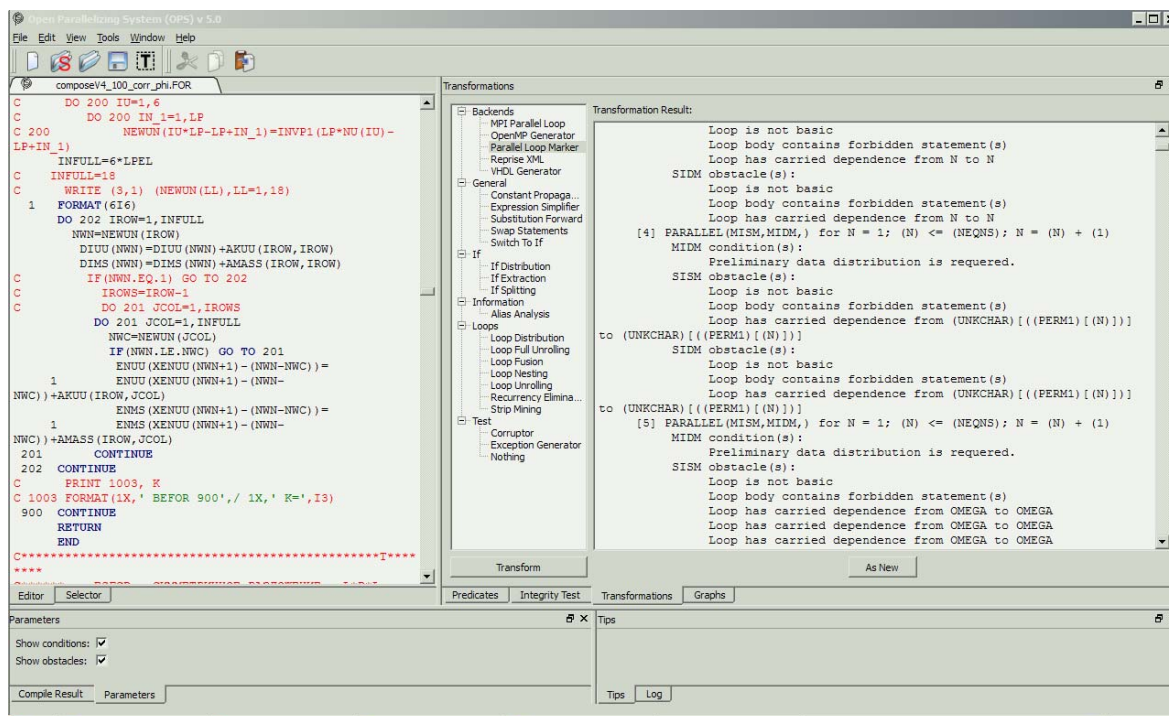 Open Parallelizing System (OPS) v 5.0
File Edit View Tools Window Help
composeV4_100_corr_phi.FOR
C      DO 200 IU=1,6
C         DO 200 IN_1=1,LP
C 200          NEWUN(IU*LP-LP+IN_1)=INVP1(LP*NU(IU)-
LP+IN_1)
INFULL=6*LPEL
C    INFULL=18
C      WRITE (3,1) (NEWUN(LL),LL=1,18)
1   FORMAT(6I6)
DO 202 IROW=1,INFULL
NWN=NEWUN(IROW)
DIUU(NWN)=DIUU(NWN)+AKUU(IROW,IROW)
DIMS(NWN)=DIMS(NWN)+AMASS(IROW,IROW)
C         IF(NWN.EQ.1) GO TO 202
C           IROWS=IROW-1
C           DO 201 JCOL=1,IROWS
DO 201 JCOL=1,INFULL
NWC=NEWUN(JCOL)
IF(NWN.LE.NWC) GO TO 201
ENUU(XENUU(NWN+1)-(NWN-NWC))=
1       ENUU(XENUU(NWN+1)-(NWN-
NWC))+AKUU(IROW,JCOL)
ENMS(XENUU(NWN+1)-(NWN-NWC))=
1       ENMS(XENUU(NWN+1)-(NWN-
NWC))+AMASS(IROW,JCOL)
201       CONTINUE
202  CONTINUE
C      PRINT 1003, K
C 1003 FORMAT(1X,' BEFOR 900',/ 1X,' K=',I3)
900  CONTINUE
RETURN
END
C************************************************T****
****
Editor Selector
Transformations
Backends
MPI Parallel Loop
OpenMP Generator
Parallel Loop Marker
Reprise XML
VHDL Generator
General
Constant Propaga...
Expression Simplifier
Substitution Forward
Swap Statements
Switch To If
If
If Distribution
If Extraction
If Splitting
Information
Alias Analysis
Loops
Loop Distribution
Loop Full Unrolling
Loop Fusion
Loop Nesting
Loop Unrolling
Recurrency Elimina...
Strip Mining
Test
Corruptor
Exception Generator
Nothing
Transform
Predicates Integrity Test
Transformation Result:
Loop is not basic
Loop body contains forbidden statement(s)
Loop has carried dependence from N to N
SIDM obstacle(s):
Loop is not basic
Loop body contains forbidden statement(s)
Loop has carried dependence from N to N
[4] PARALLEL(MISM,MIDM,) for N = 1; (N) <= (NEQNS); N = (N) + (1)
MIDM condition(s):
Preliminary data distribution is requered.
SISM obstacle(s):
Loop is not basic
Loop body contains forbidden statement(s)
Loop has carried dependence from (UNKCHAR)[((PERM1)[(N)])]
to (UNKCHAR)[((PERM1)[(N)])]
SIDM obstacle(s):
Loop is not basic
Loop body contains forbidden statement(s)
Loop has carried dependence from (UNKCHAR)[((PERM1)[(N)])]
to (UNKCHAR)[((PERM1)[(N)])]
[5] PARALLEL(MISM,MIDM,) for N = 1; (N) <= (NEQNS); N = (N) + (1)
MIDM condition(s):
Preliminary data distribution is requered.
SISM obstacle(s):
Loop is not basic
Loop body contains forbidden statement(s)
Loop has carried dependence from OMEGA to OMEGA
Loop has carried dependence from OMEGA to OMEGA
Loop has carried dependence from OMEGA to OMEGA
As New
Transformations Graphs
Parameters
Show conditions:
Show obstacles:
Compile Result Parameters
Tips
Tips Log